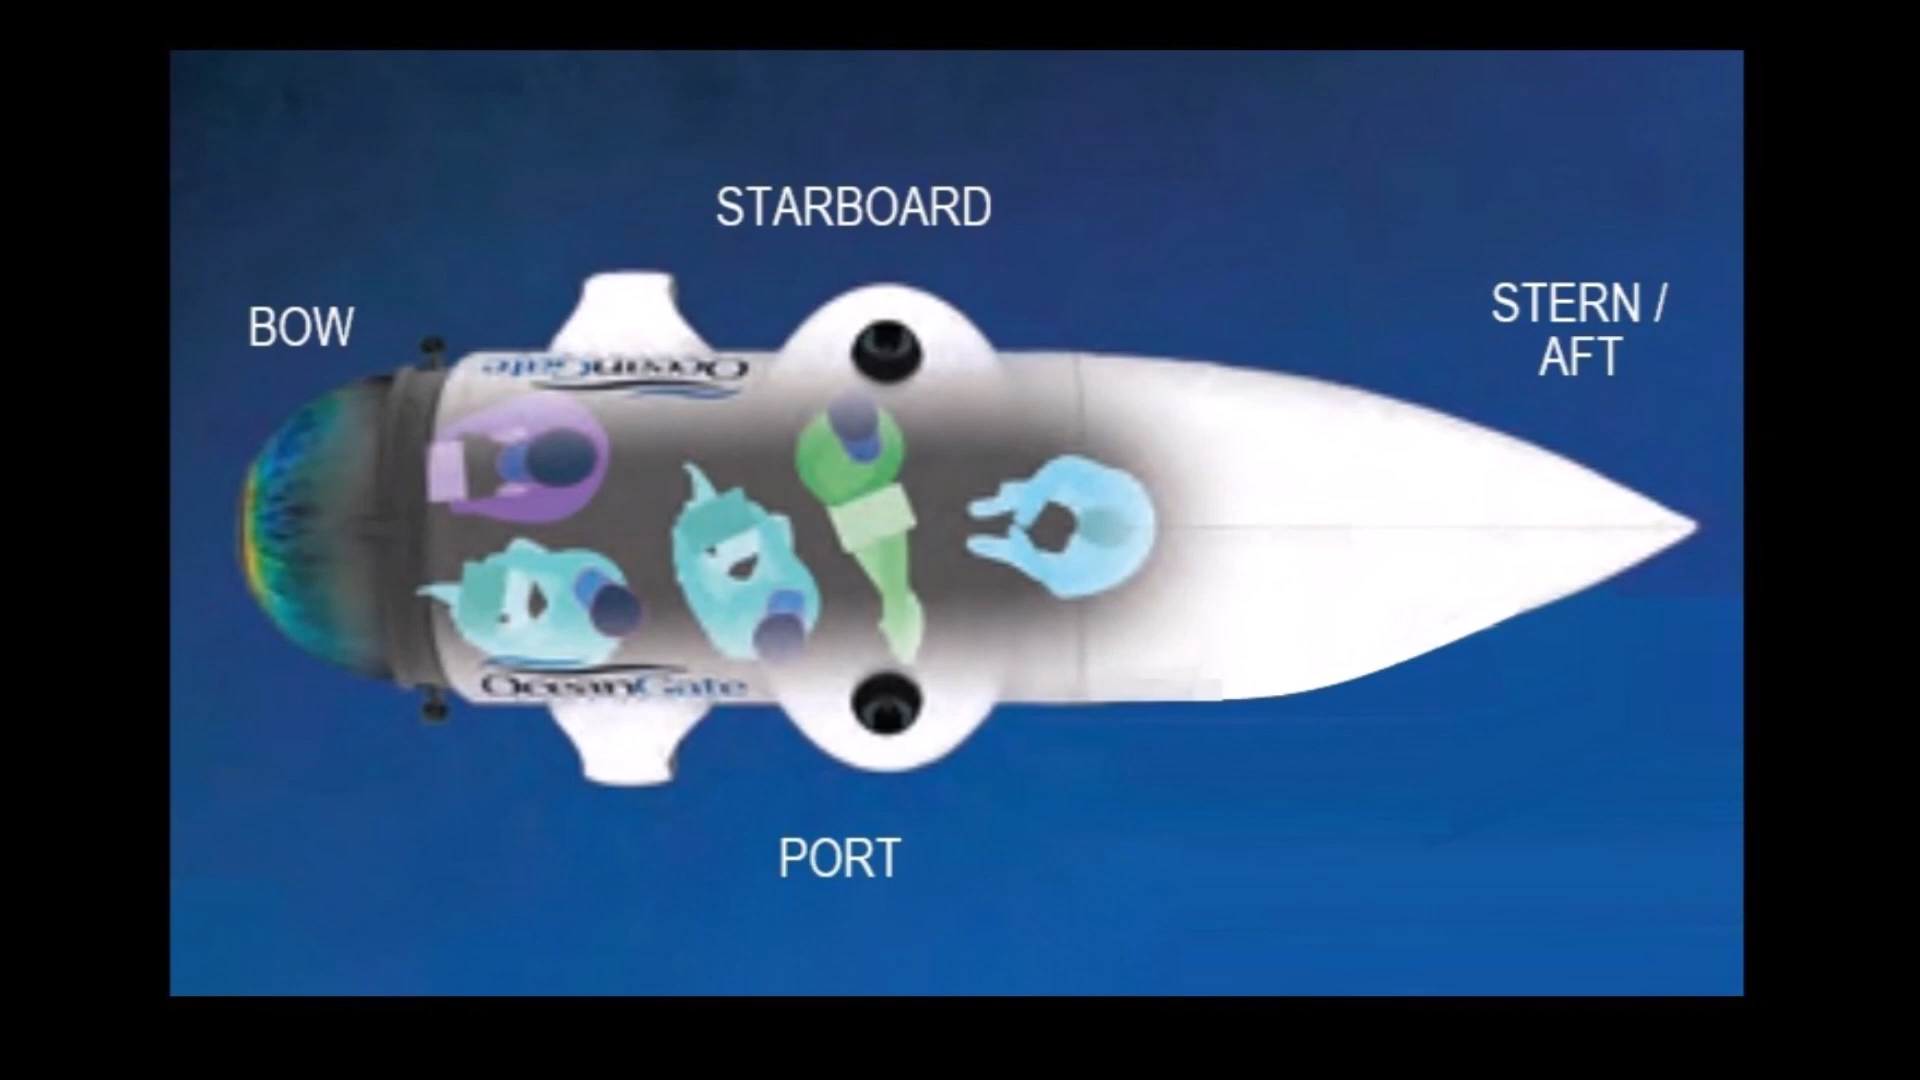 STARBOARD
BOW
STERN /
AFT
OceanGate
OceanGate
PORT